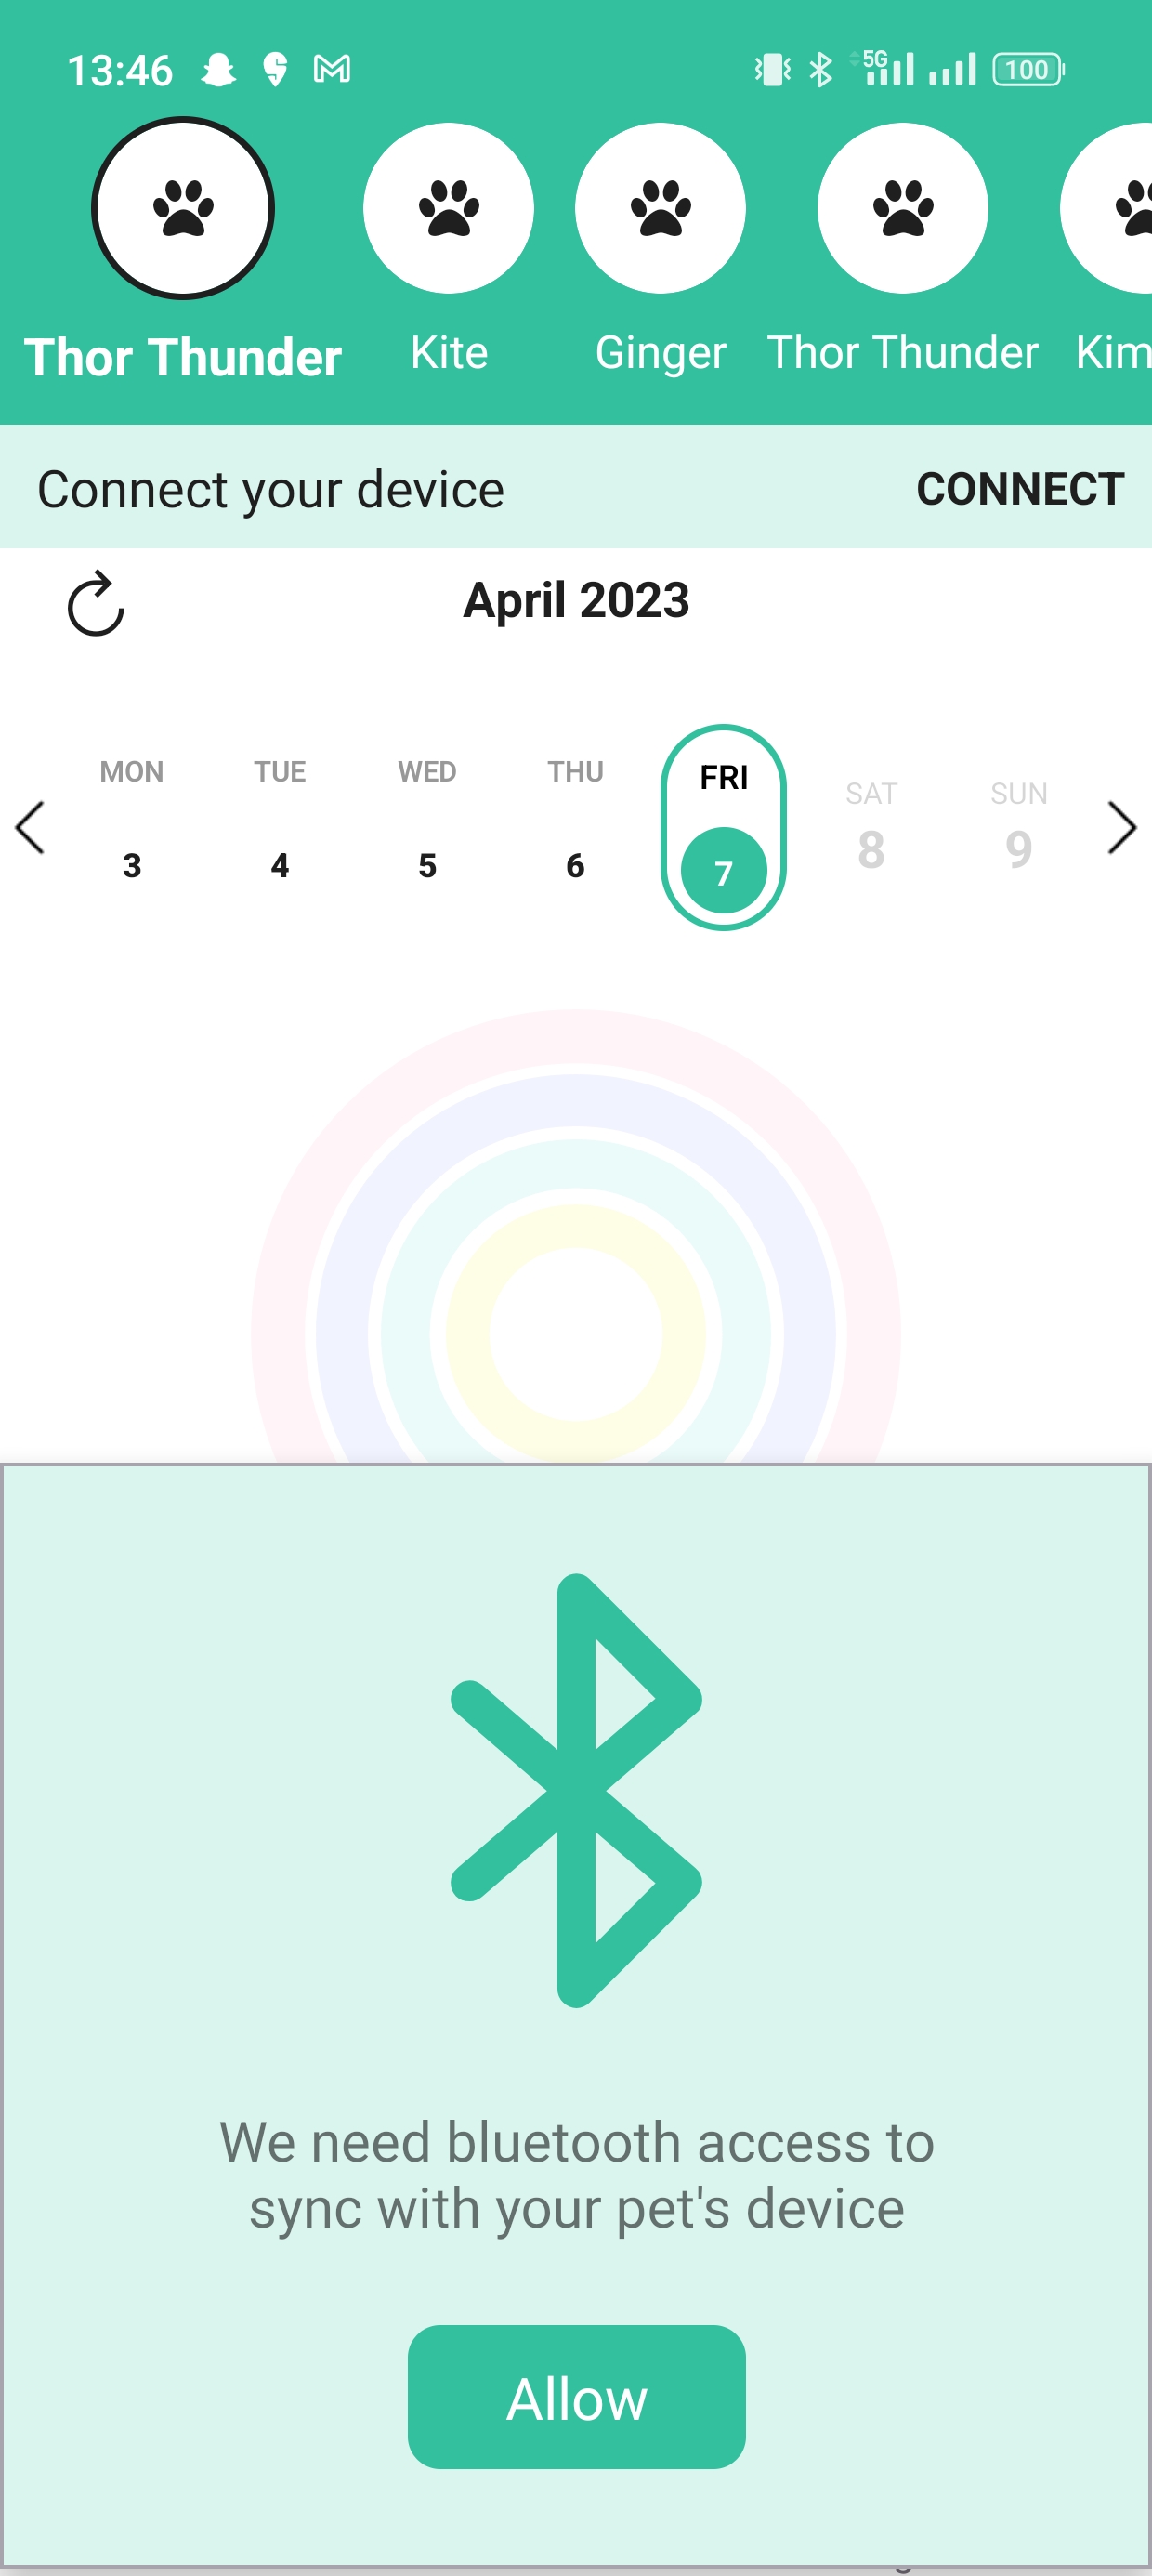 13:46 5G 100
Thor Thunder Kite Ginger Thor Thunder Kim
Connect your device CONNECT
April 2023
MON TUE WED THU FRI SAT SUN
3 4 5 6 7 8 9
We need bluetooth access to
sync with your pet's device
Allow